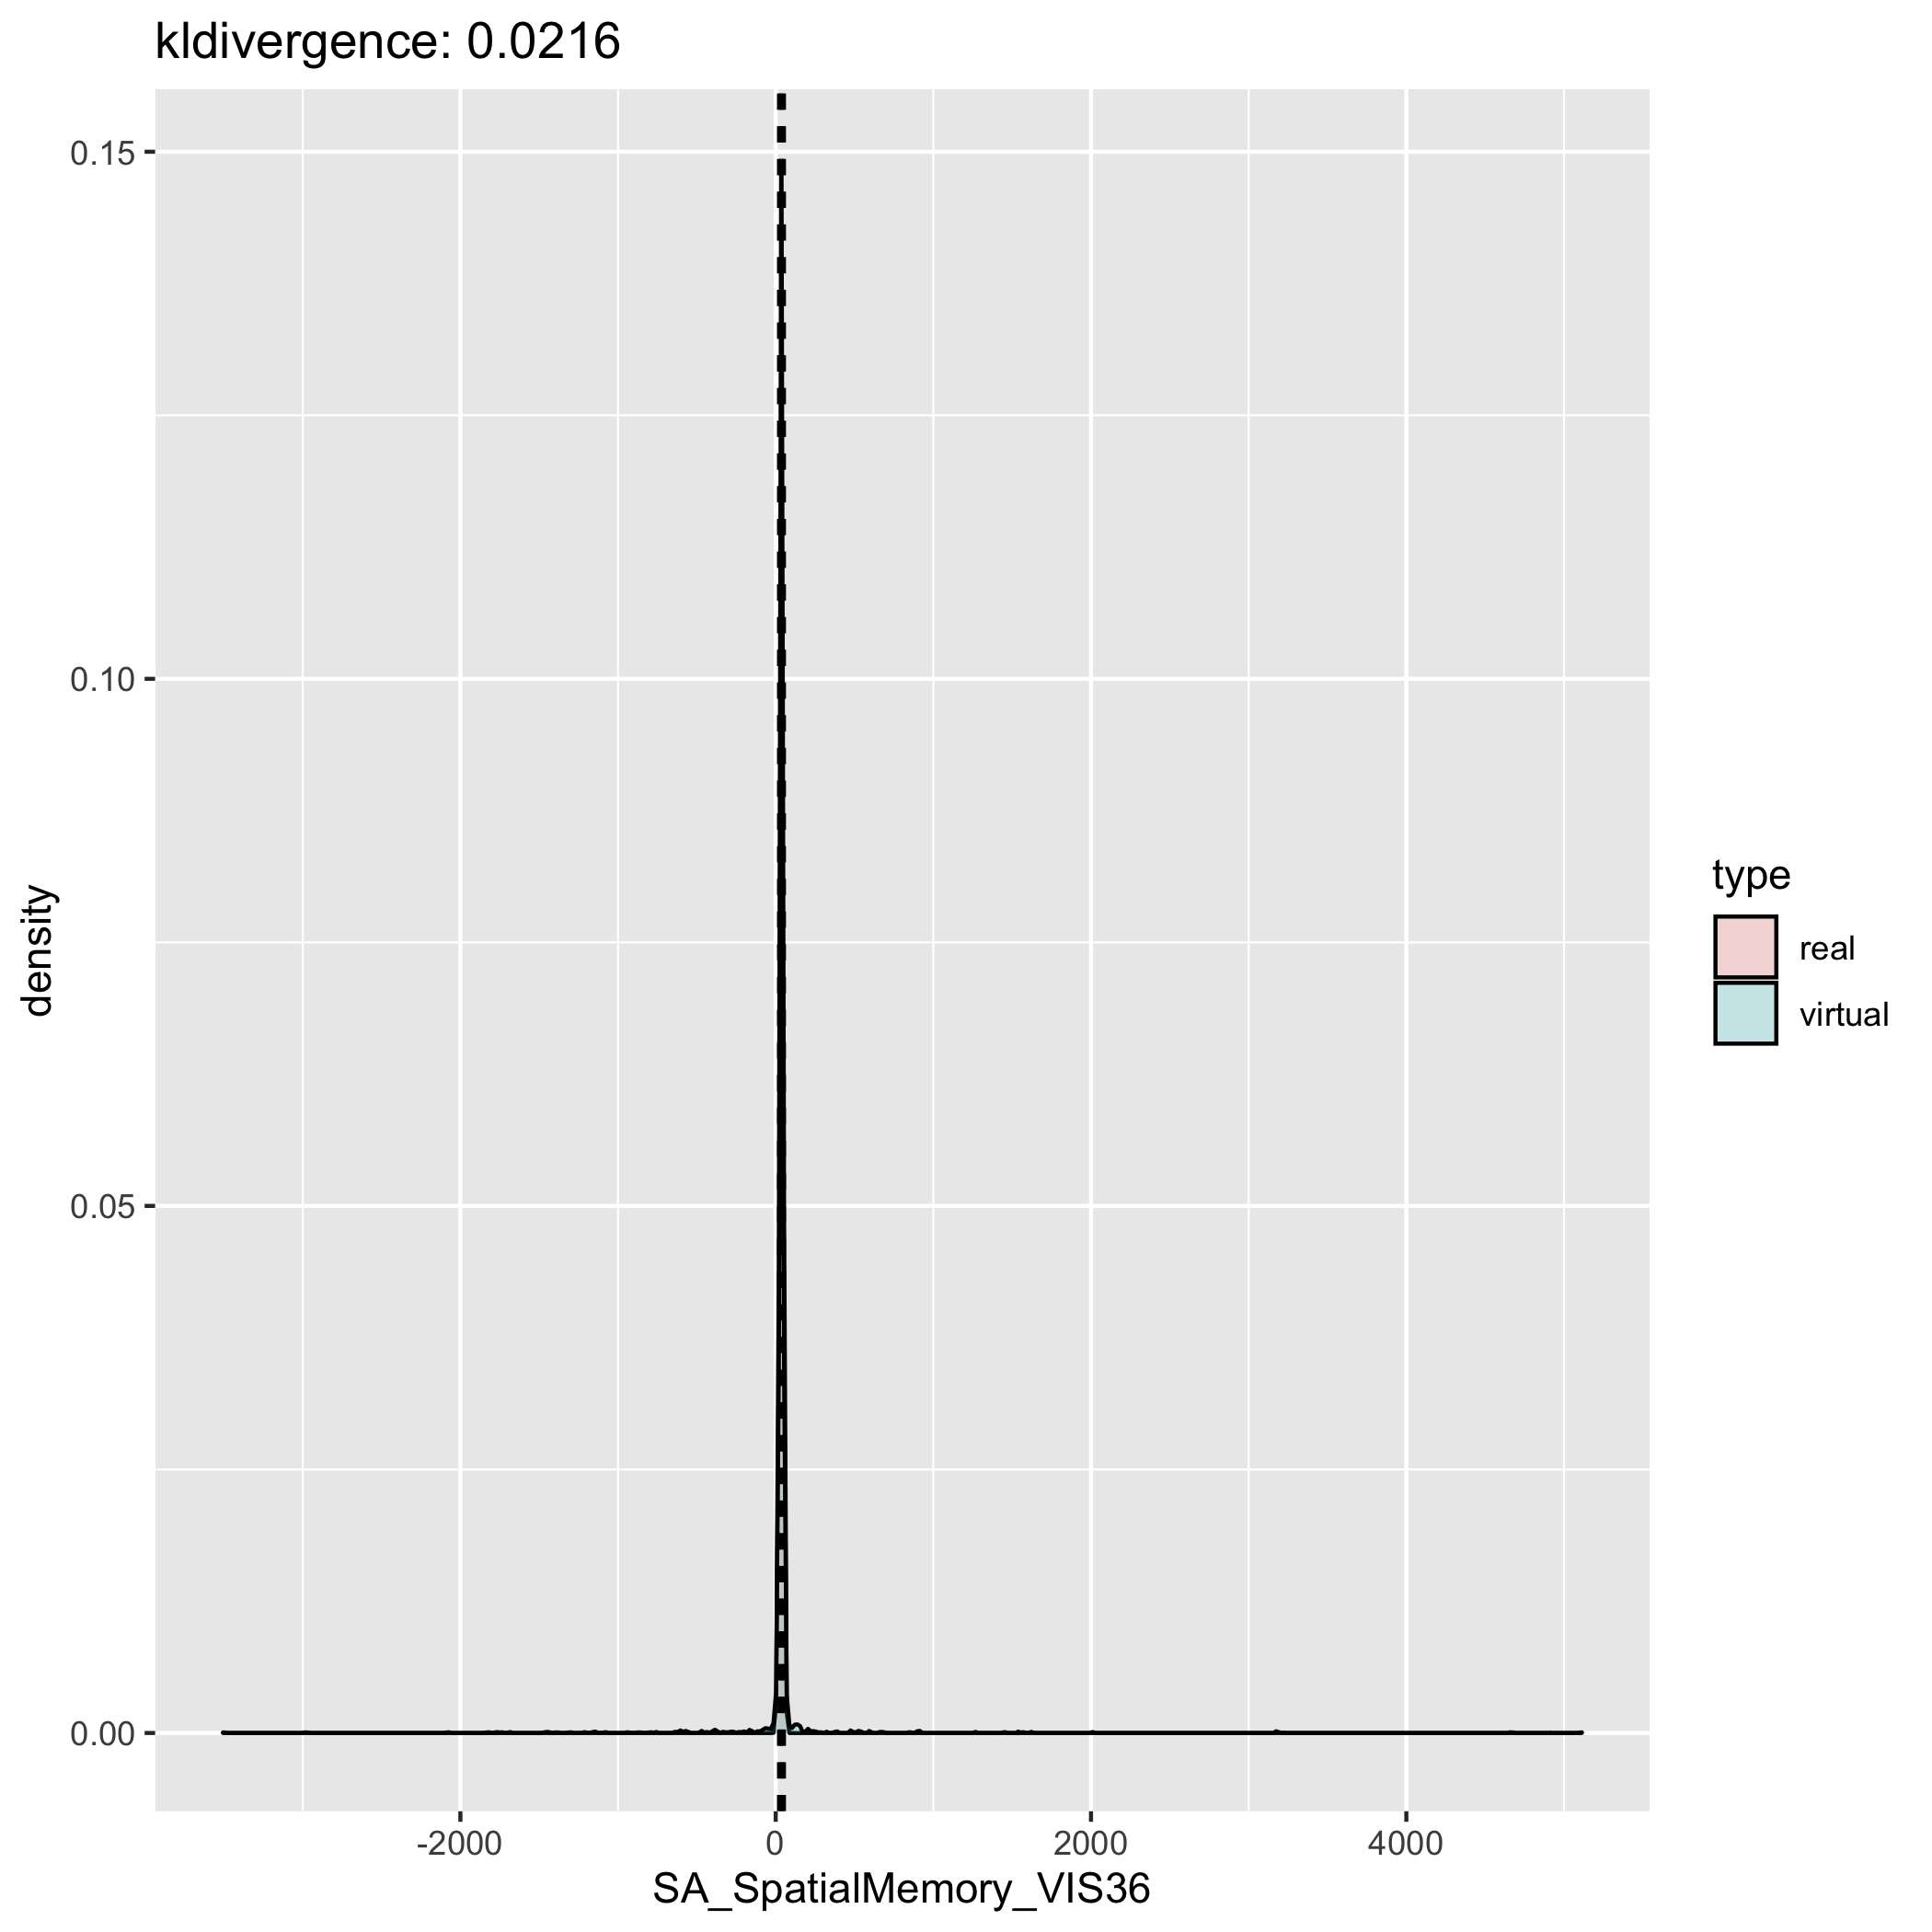 kldivergence: 0.0216
0.15
0.10
0.05
0.00
density
-2000
0
2000
4000
SA_SpatialMemory_VIS36
type
real
virtual